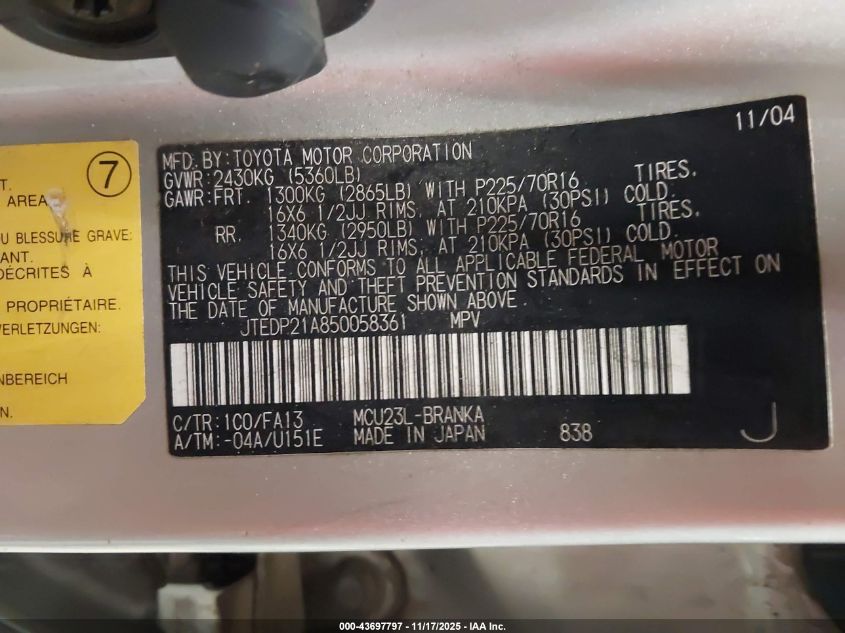 7
T.
AREA
U BLESSURE GRAVE:
ANT.
DÉCRITES À
PROPRIÉTAIRE.
VERLETZUNGEN:
NBEREICH
N.
11/04
MFD. BY: TOYOTA MOTOR CORPORATION
GVWR: 2430KG (5360LB)
GAWR: FRT. 1300KG (2865LB) WITH P225/70R16 TIRES,
16X6 1/2JJ RIMS, AT 210KPA (30PSI) COLD.
RR. 1340KG (2950LB) WITH P225/70R16 TIRES,
16X6 1/2JJ RIMS, AT 210KPA (30PSI) COLD.
THIS VEHICLE CONFORMS TO ALL APPLICABLE FEDERAL MOTOR
VEHICLE SAFETY AND THEFT PREVENTION STANDARDS IN EFFECT ON
THE DATE OF MANUFACTURE SHOWN ABOVE.
JTEDP21A850058361 MPV
C/TR: 1C0/FA13 MCU23L-BRANKA
A/TM: -04A/U151E MADE IN JAPAN 838 J
000-43697797 - 11/17/2025 - IAA Inc.